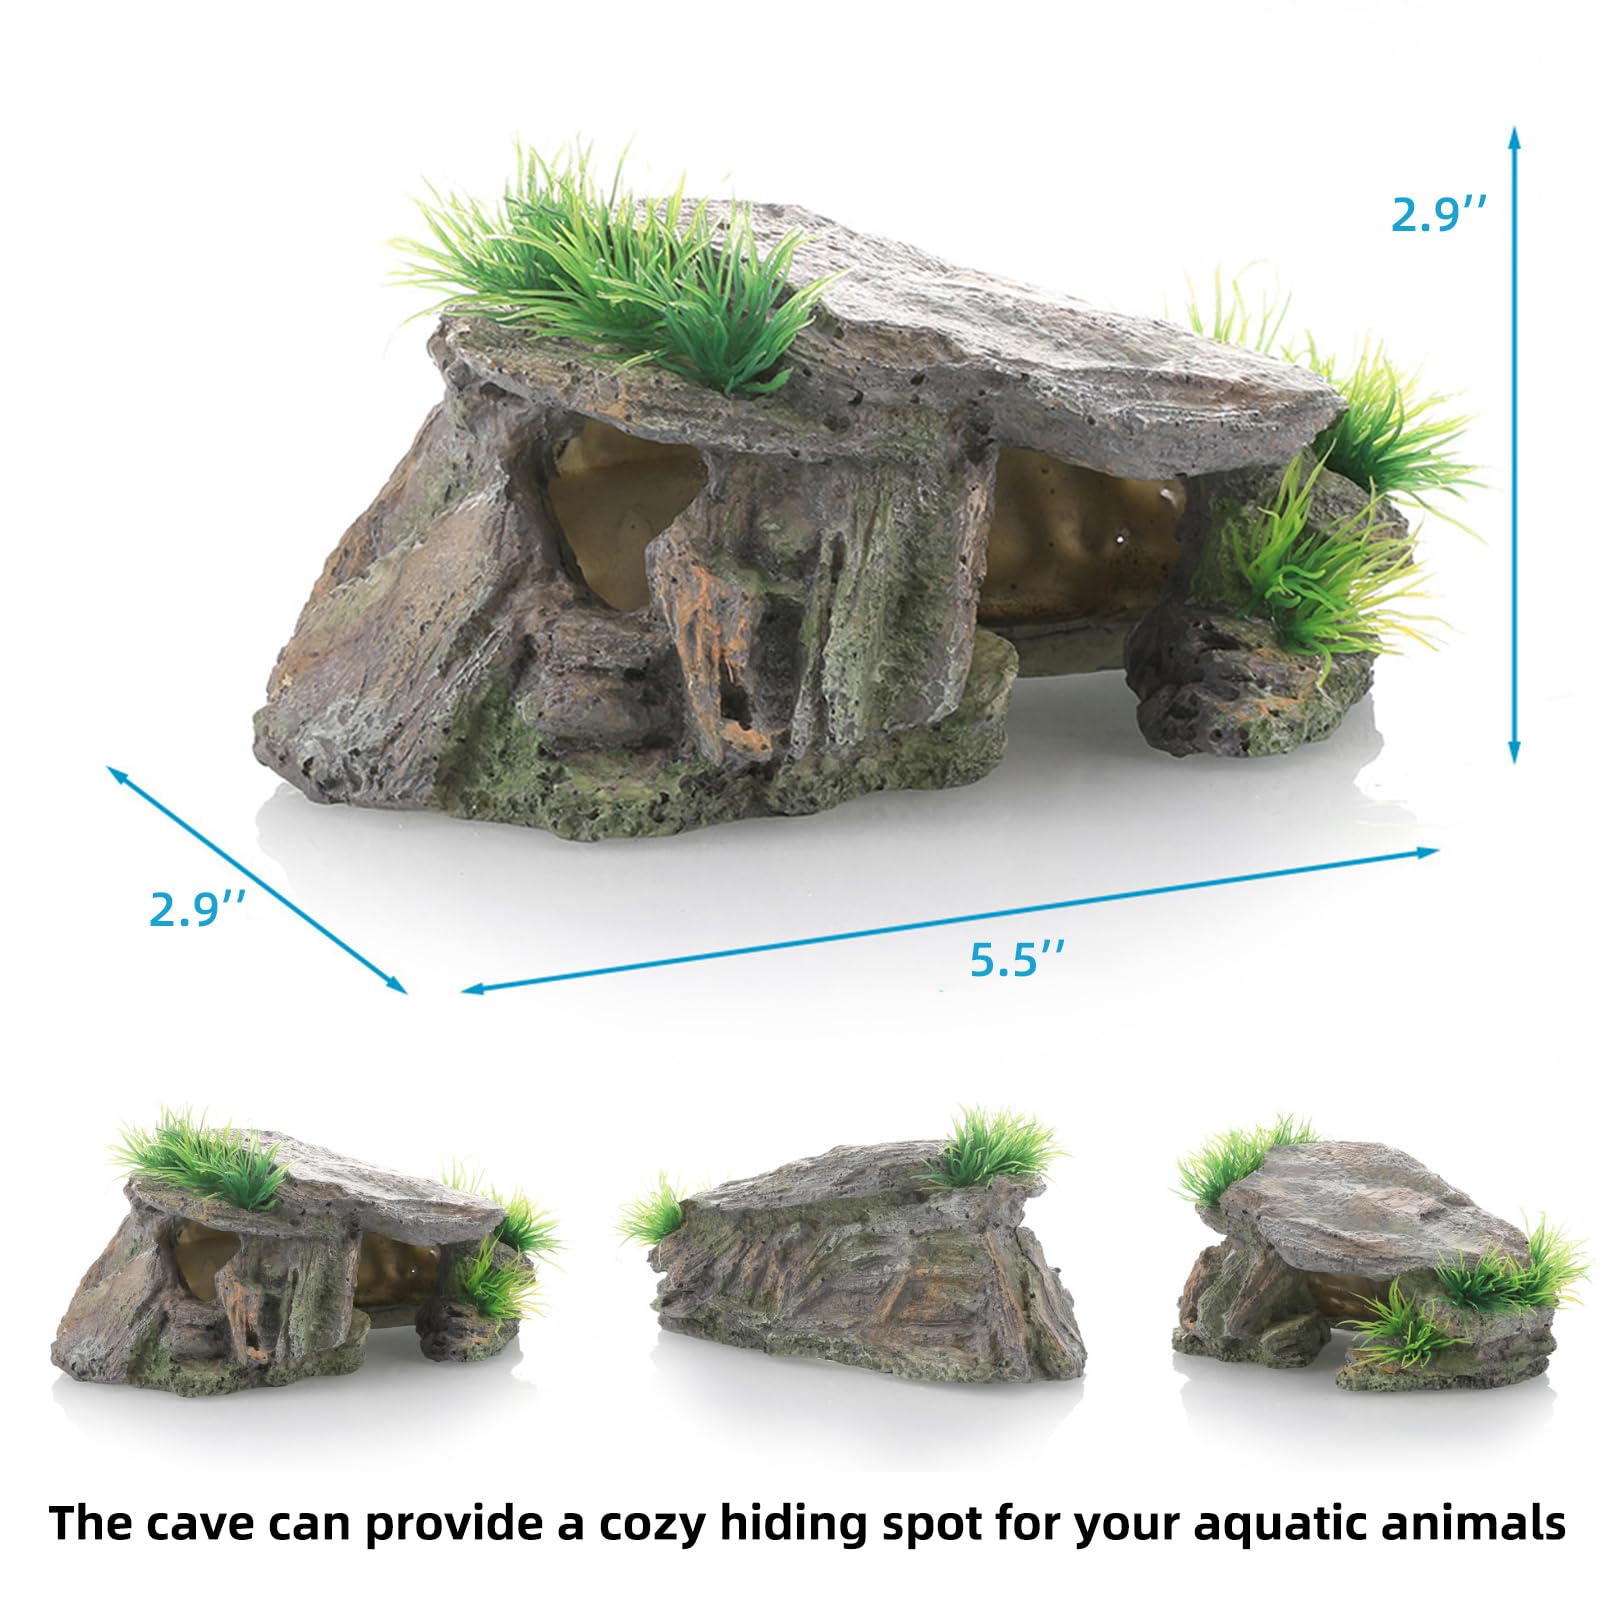 2.9’’
2.9’’
5.5’’
The cave can provide a cozy hiding spot for your aquatic animals